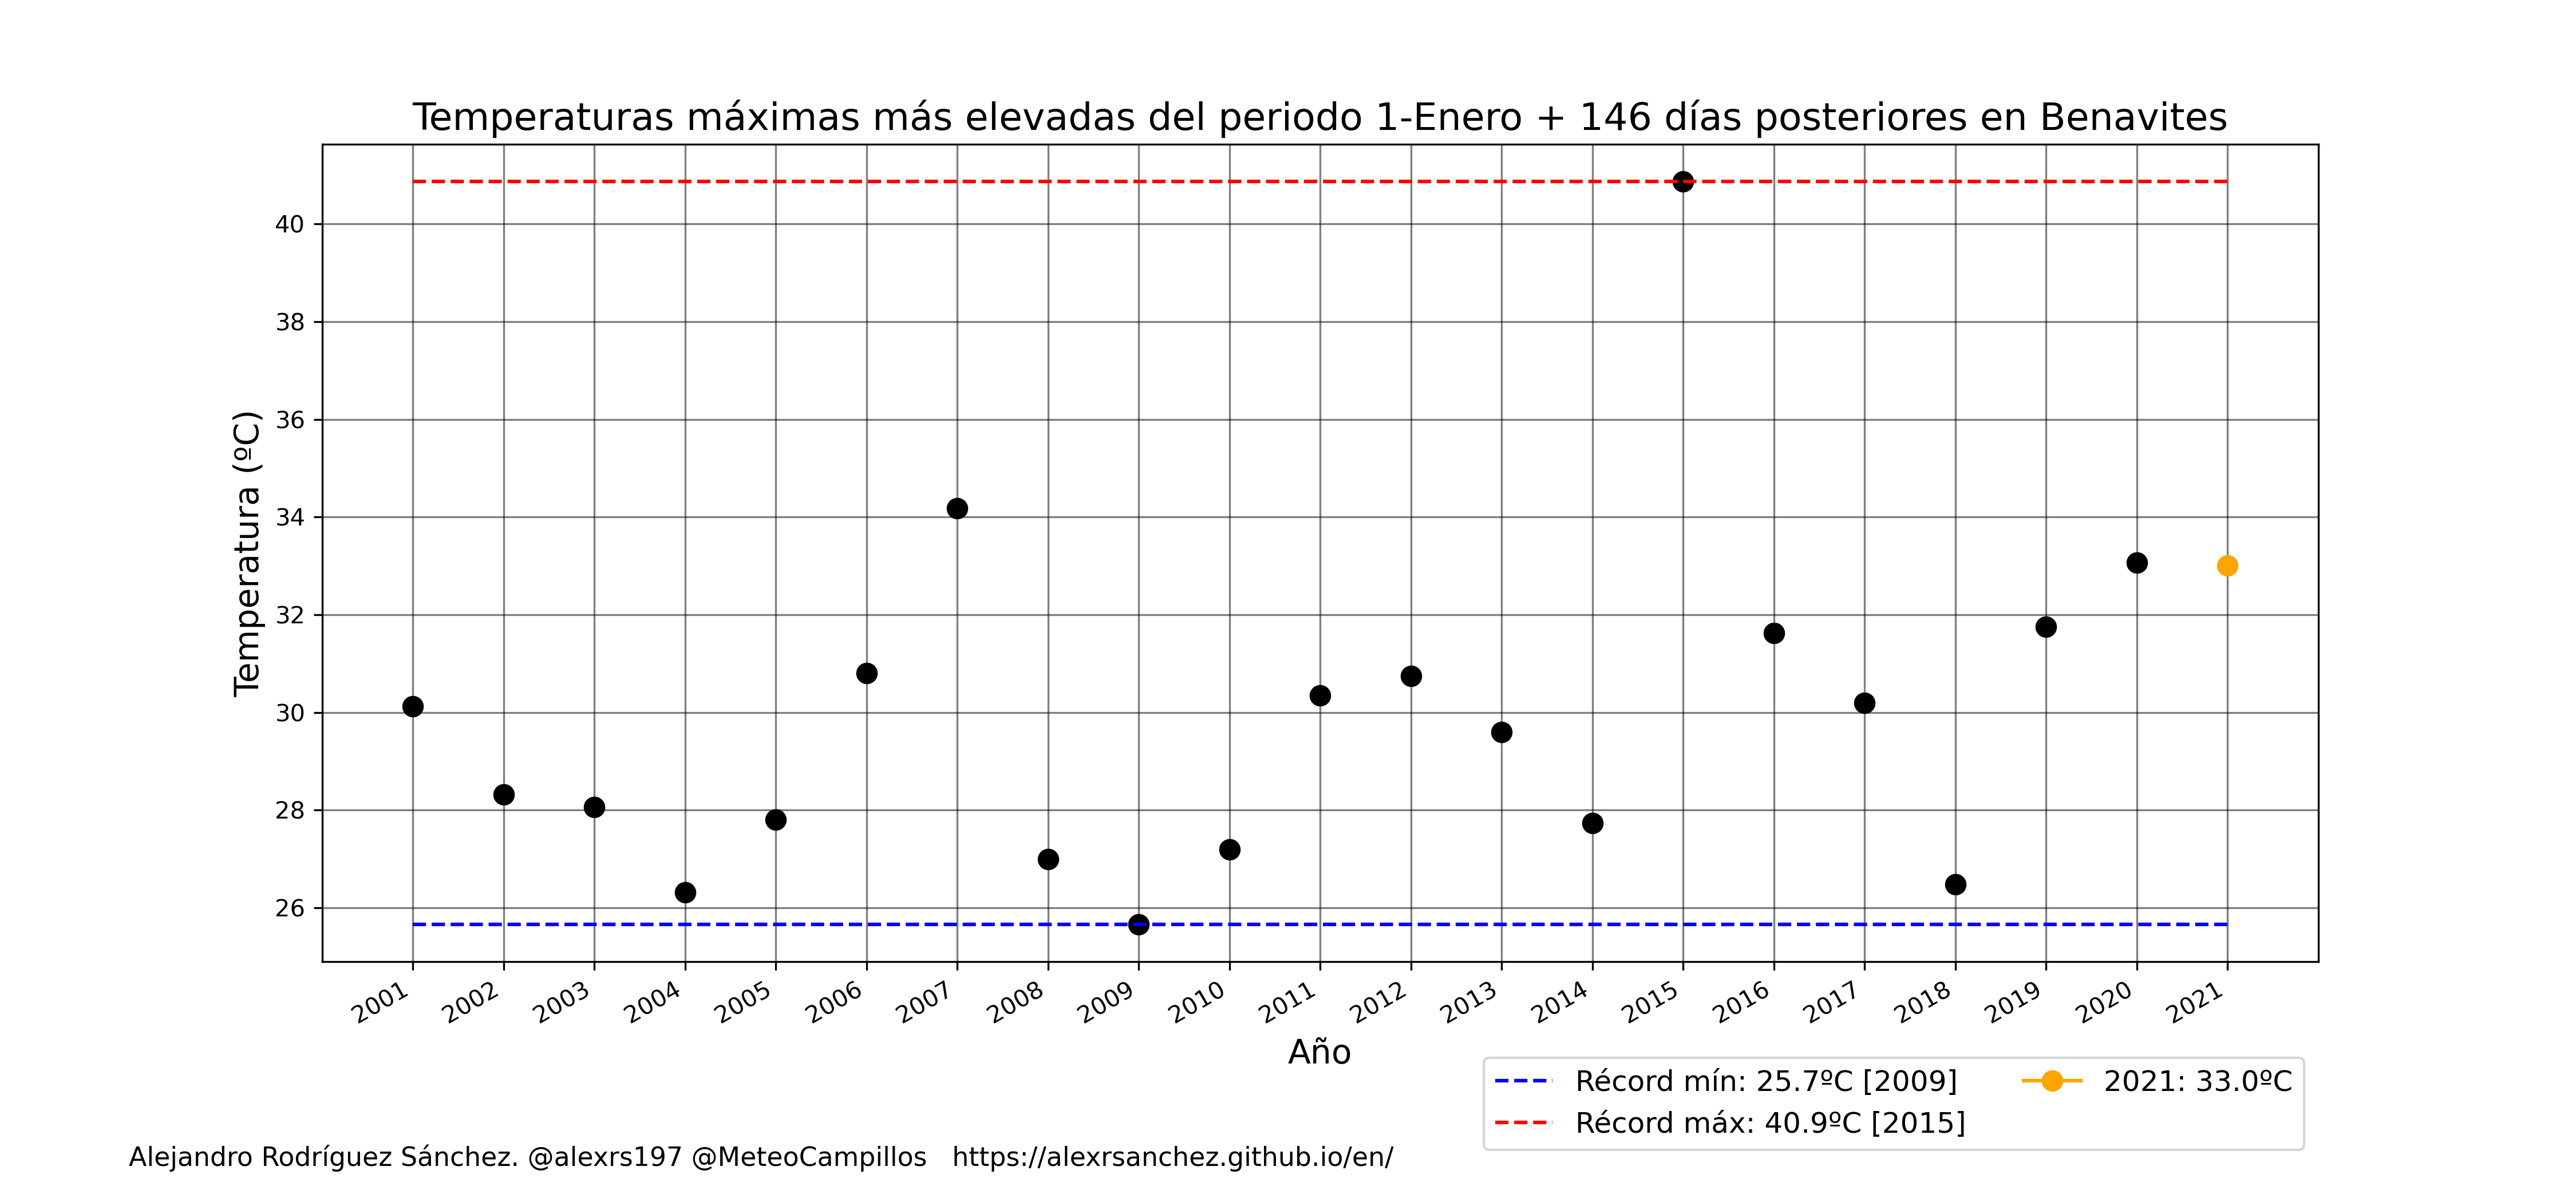 Temperaturas máximas más elevadas del periodo 1-Enero + 146 días posteriores en Benavites
Temperatura (ºC)
40
38
36
34
32
30
28
26
2001 2002 2003 2004 2005 2006 2007 2008 2009 2010 2011 2012 2013 2014 2015 2016 2017 2018 2019 2020 2021
Año
Récord mín: 25.7ºC [2009] 2021: 33.0ºC
Récord máx: 40.9ºC [2015]
Alejandro Rodríguez Sánchez. @alexrs197 @MeteoCampillos https://alexrsanchez.github.io/en/